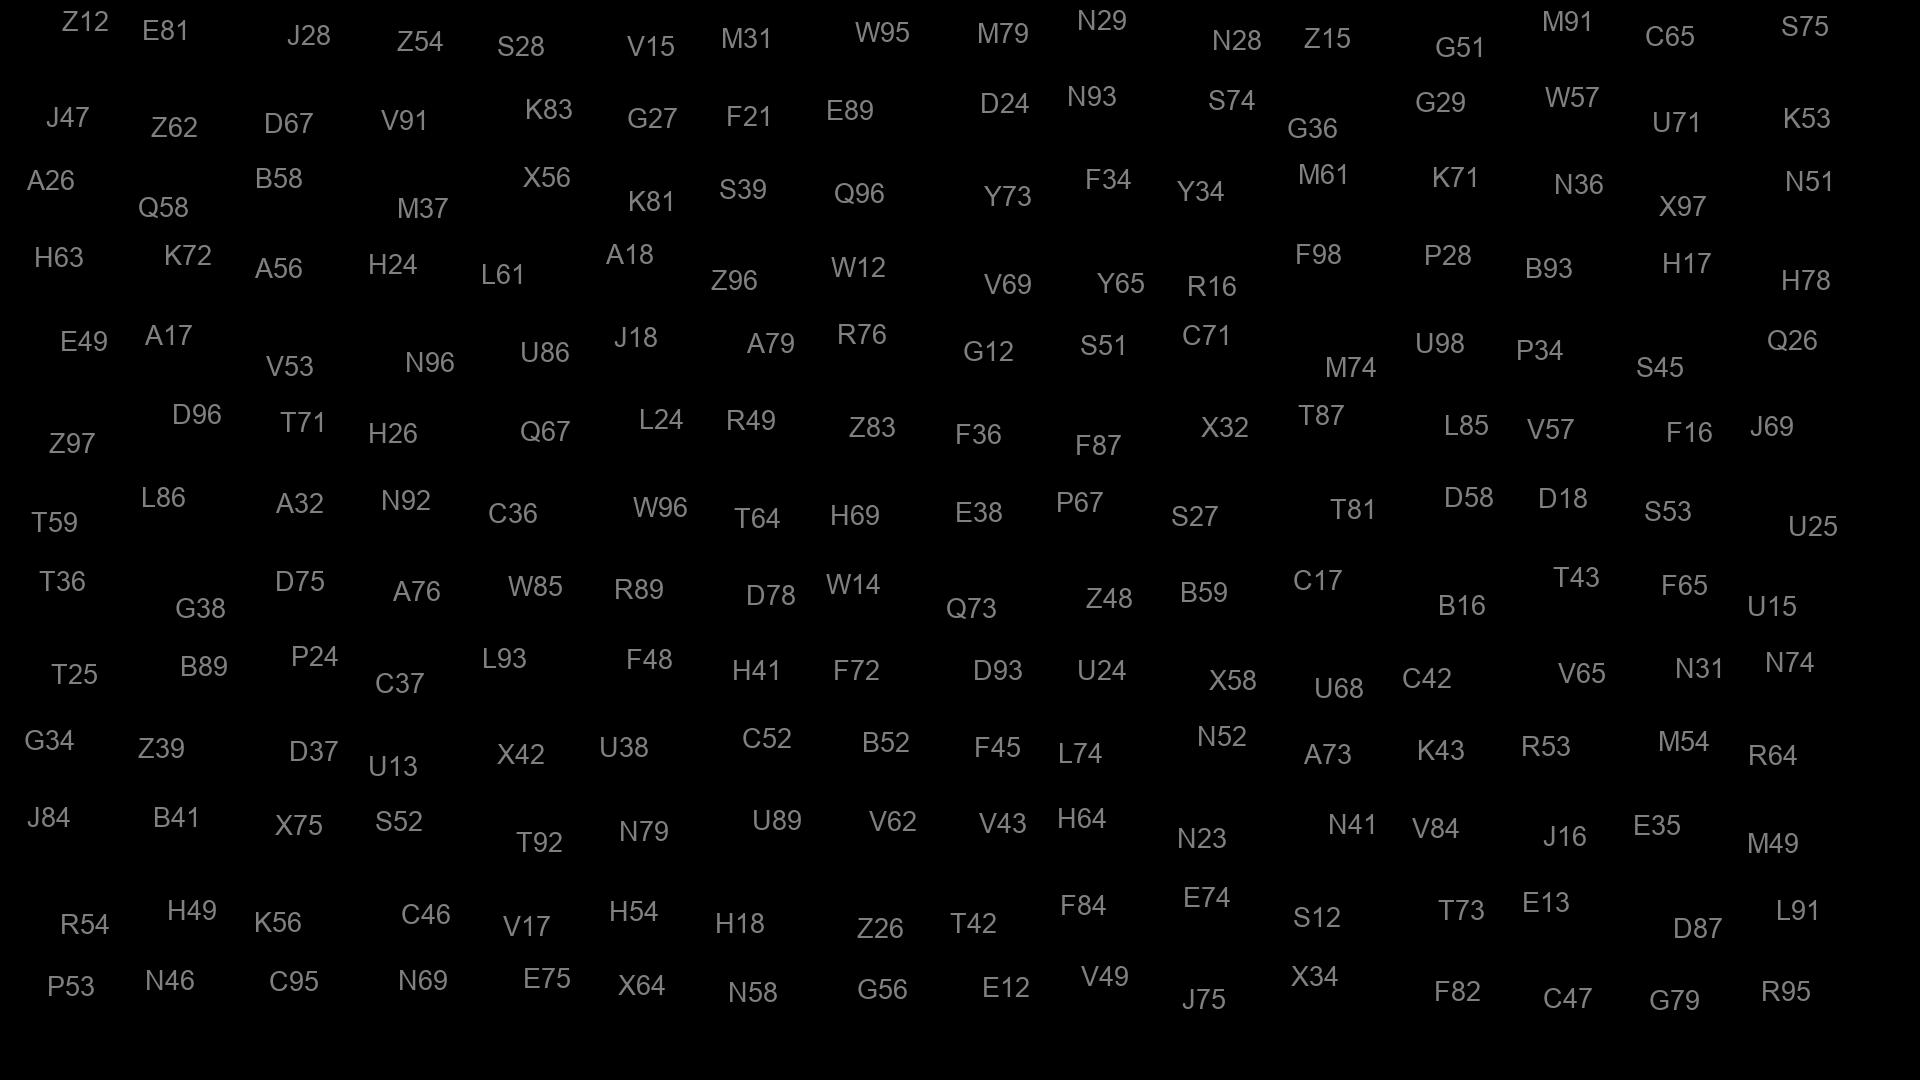 Z12 E81 J28 Z54 S28 V15 M31 W95 M79 N29 N28 Z15 G51 M91 C65 S75
J47 Z62 D67 V91 K83 G27 F21 E89 D24 N93 S74 G36 G29 W57 U71 K53
A26 Q58 B58 M37 X56 K81 S39 Q96 Y73 F34 Y34 M61 K71 N36 X97 N51
H63 K72 A56 H24 L61 A18 Z96 W12 V69 Y65 R16 F98 P28 B93 H17 H78
E49 A17 V53 N96 U86 J18 A79 R76 G12 S51 C71 M74 U98 P34 S45 Q26
Z97 D96 T71 H26 Q67 L24 R49 Z83 F36 F87 X32 T87 L85 V57 F16 J69
T59 L86 A32 N92 C36 W96 T64 H69 E38 P67 S27 T81 D58 D18 S53 U25
T36 G38 D75 A76 W85 R89 D78 W14 Q73 Z48 B59 C17 B16 T43 F65 U15
T25 B89 P24 C37 L93 F48 H41 F72 D93 U24 X58 U68 C42 V65 N31 N74
G34 Z39 D37 U13 X42 U38 C52 B52 F45 L74 N52 A73 K43 R53 M54 R64
J84 B41 X75 S52 T92 N79 U89 V62 V43 H64 N23 N41 V84 J16 E35 M49
R54 H49 K56 C46 V17 H54 H18 Z26 T42 F84 E74 S12 T73 E13 D87 L91
P53 N46 C95 N69 E75 X64 N58 G56 E12 V49 J75 X34 F82 C47 G79 R95